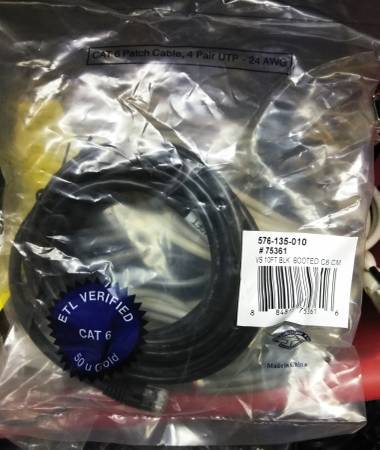 CAT 6 Patch Cable, 4 Pair UTP - 24 AWG
576-135-010
# 75361
VS 10FT BLK BOOTED C6 CM
ETL VERIFIED
CAT 6
50 u Gold
Made in China